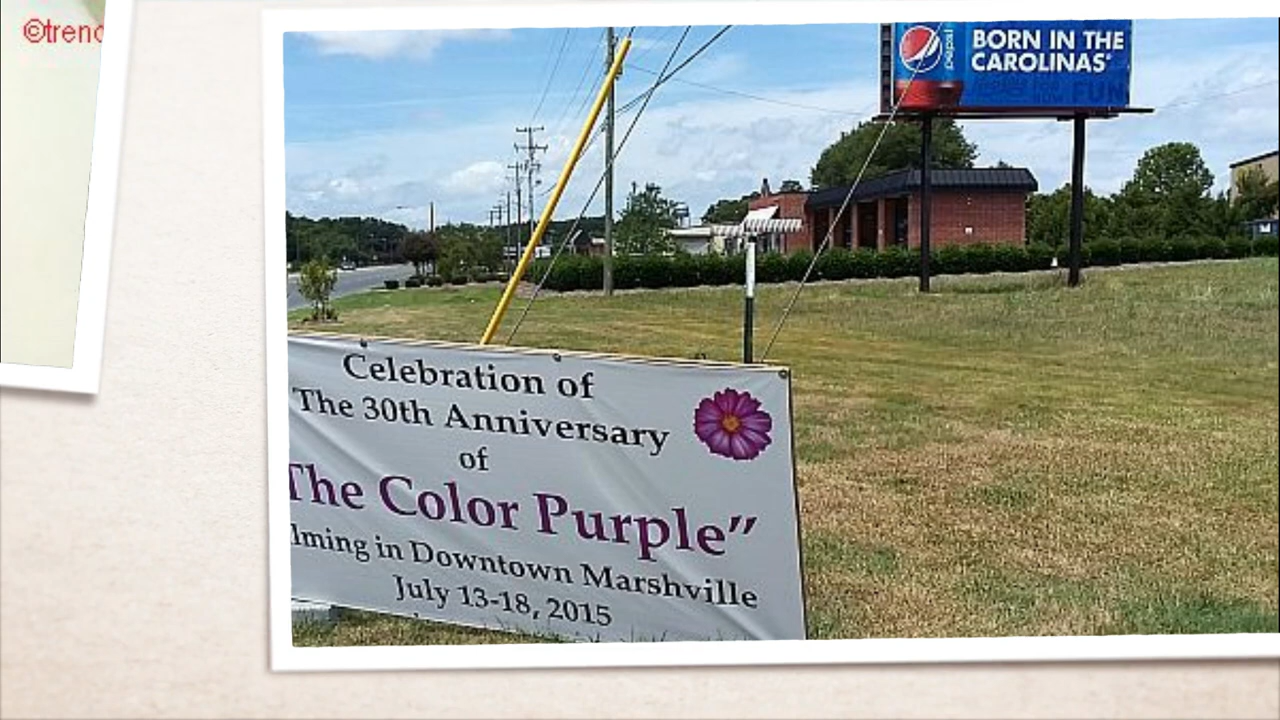 ©trend
pepsi
BORN IN THE
CAROLINAS®
FUN
Celebration of
The 30th Anniversary
of
The Color Purple"
lming in Downtown Marshville
July 13-18, 2015